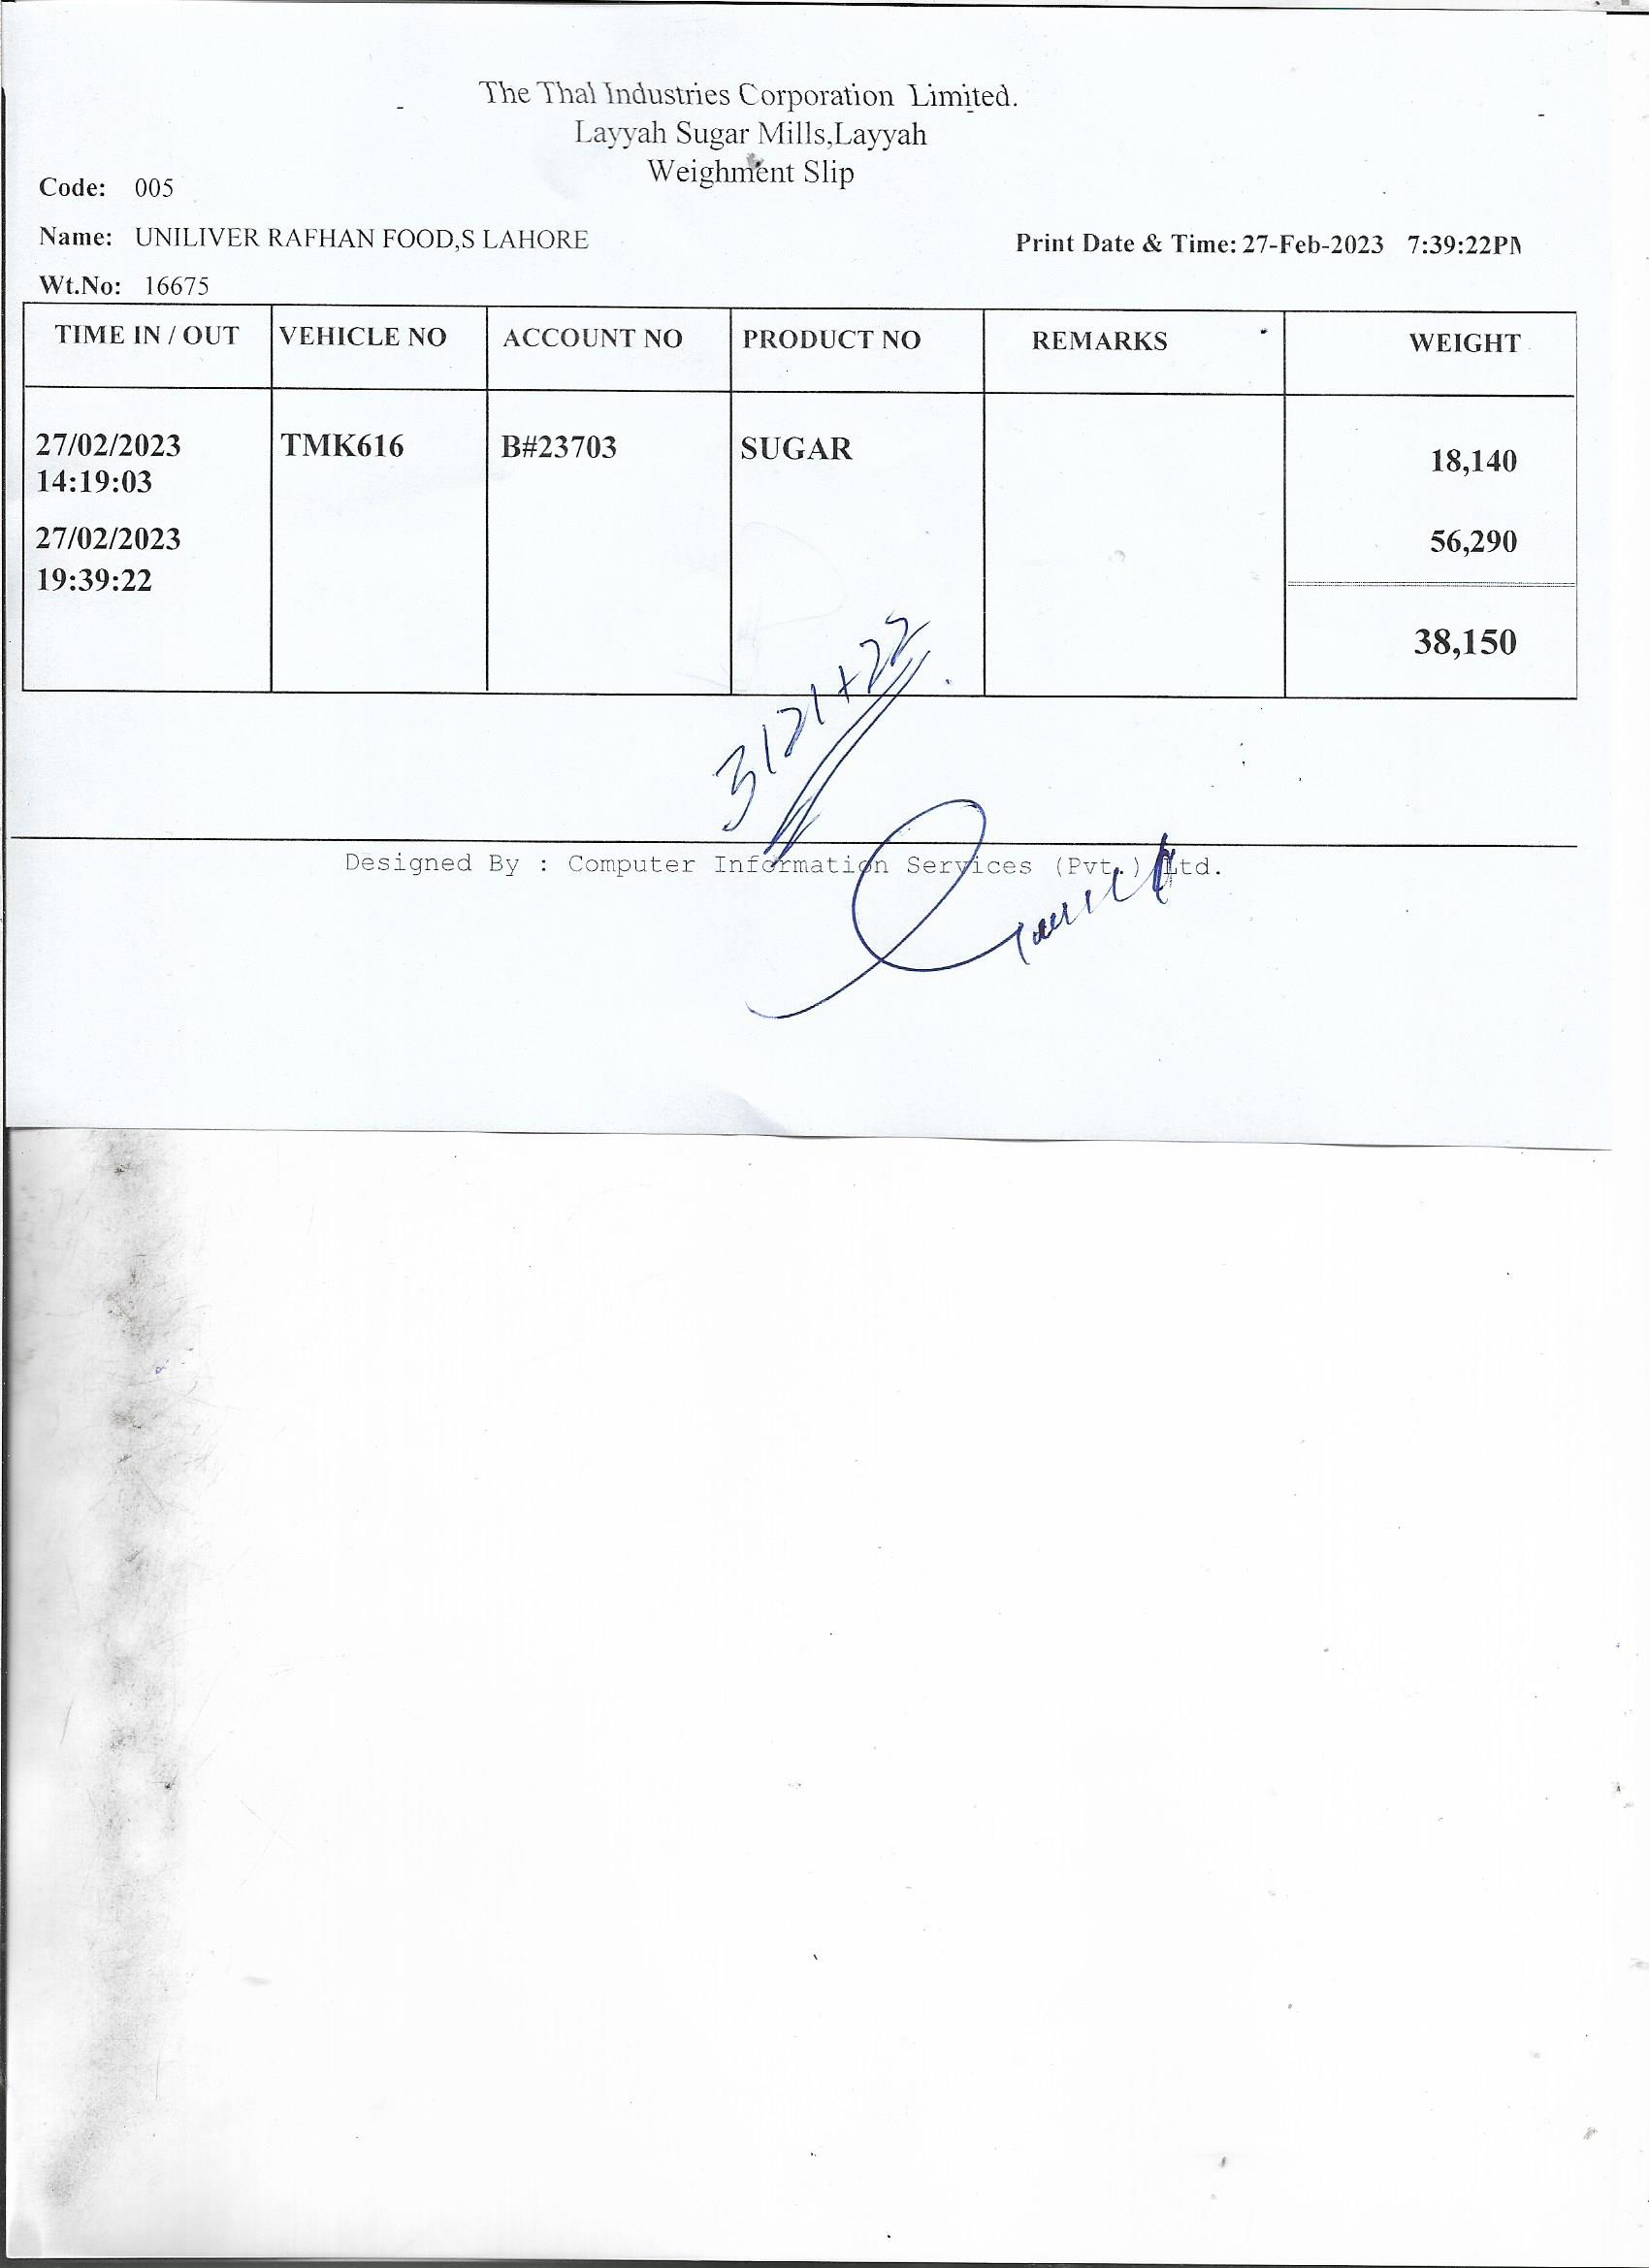 The Thal Industries Corporation Limited.
Layyah Sugar Mills,Layyah
Weighment Slip
Code: 005
Name: UNILIVER RAFHAN FOOD,S LAHORE
Print Date & Time: 27-Feb-2023 7:39:22PM
Wt.No: 16675
TIME IN / OUT VEHICLE NO ACCOUNT NO PRODUCT NO REMARKS WEIGHT
27/02/2023 TMK616 B#23703 SUGAR 18,140
14:19:03
27/02/2023 56,290
19:39:22
38,150
Designed By : Computer Information Services (Pvt.) Ltd.